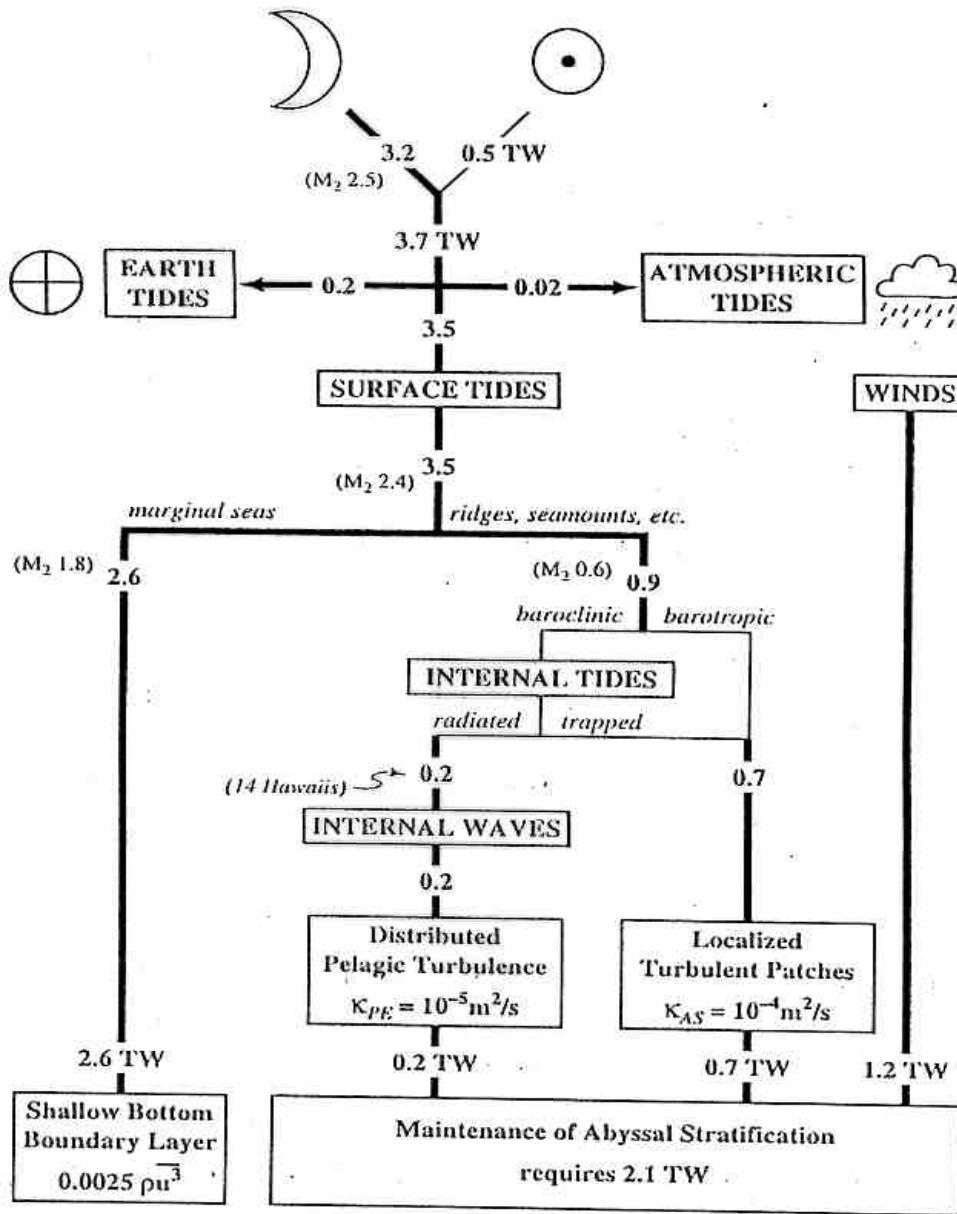 3.2
0.5 TW
(M₂ 2.5)
3.7 TW
EARTH
TIDES
0.2
0.02
ATMOSPHERIC
TIDES
3.5
SURFACE TIDES
WINDS
3.5
(M₂ 2.4)
marginal seas
ridges, seamounts, etc.
(M₂ 1.8)
2.6
(M₂ 0.6)
0.9
baroclinic
barotropic
INTERNAL TIDES
radiated
trapped
(14 Hawaiis)
0.2
0.7
INTERNAL WAVES
0.2
Distributed
Pelagic Turbulence
κ_PE = 10⁻⁵m²/s
Localized
Turbulent Patches
κ_AS = 10⁻⁴m²/s
2.6 TW
0.2 TW
0.7 TW
1.2 TW
Shallow Bottom
Boundary Layer
0.0025 ρu̅³
Maintenance of Abyssal Stratification
requires 2.1 TW